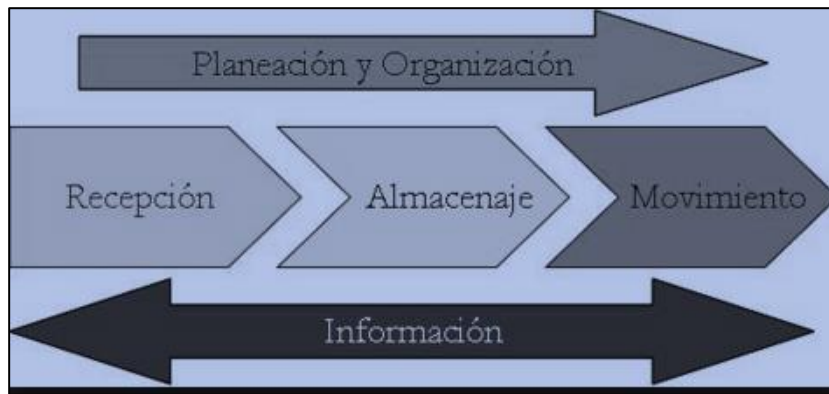 Planeación y Organización
Recepción
Almacenaje
Movimiento
Información